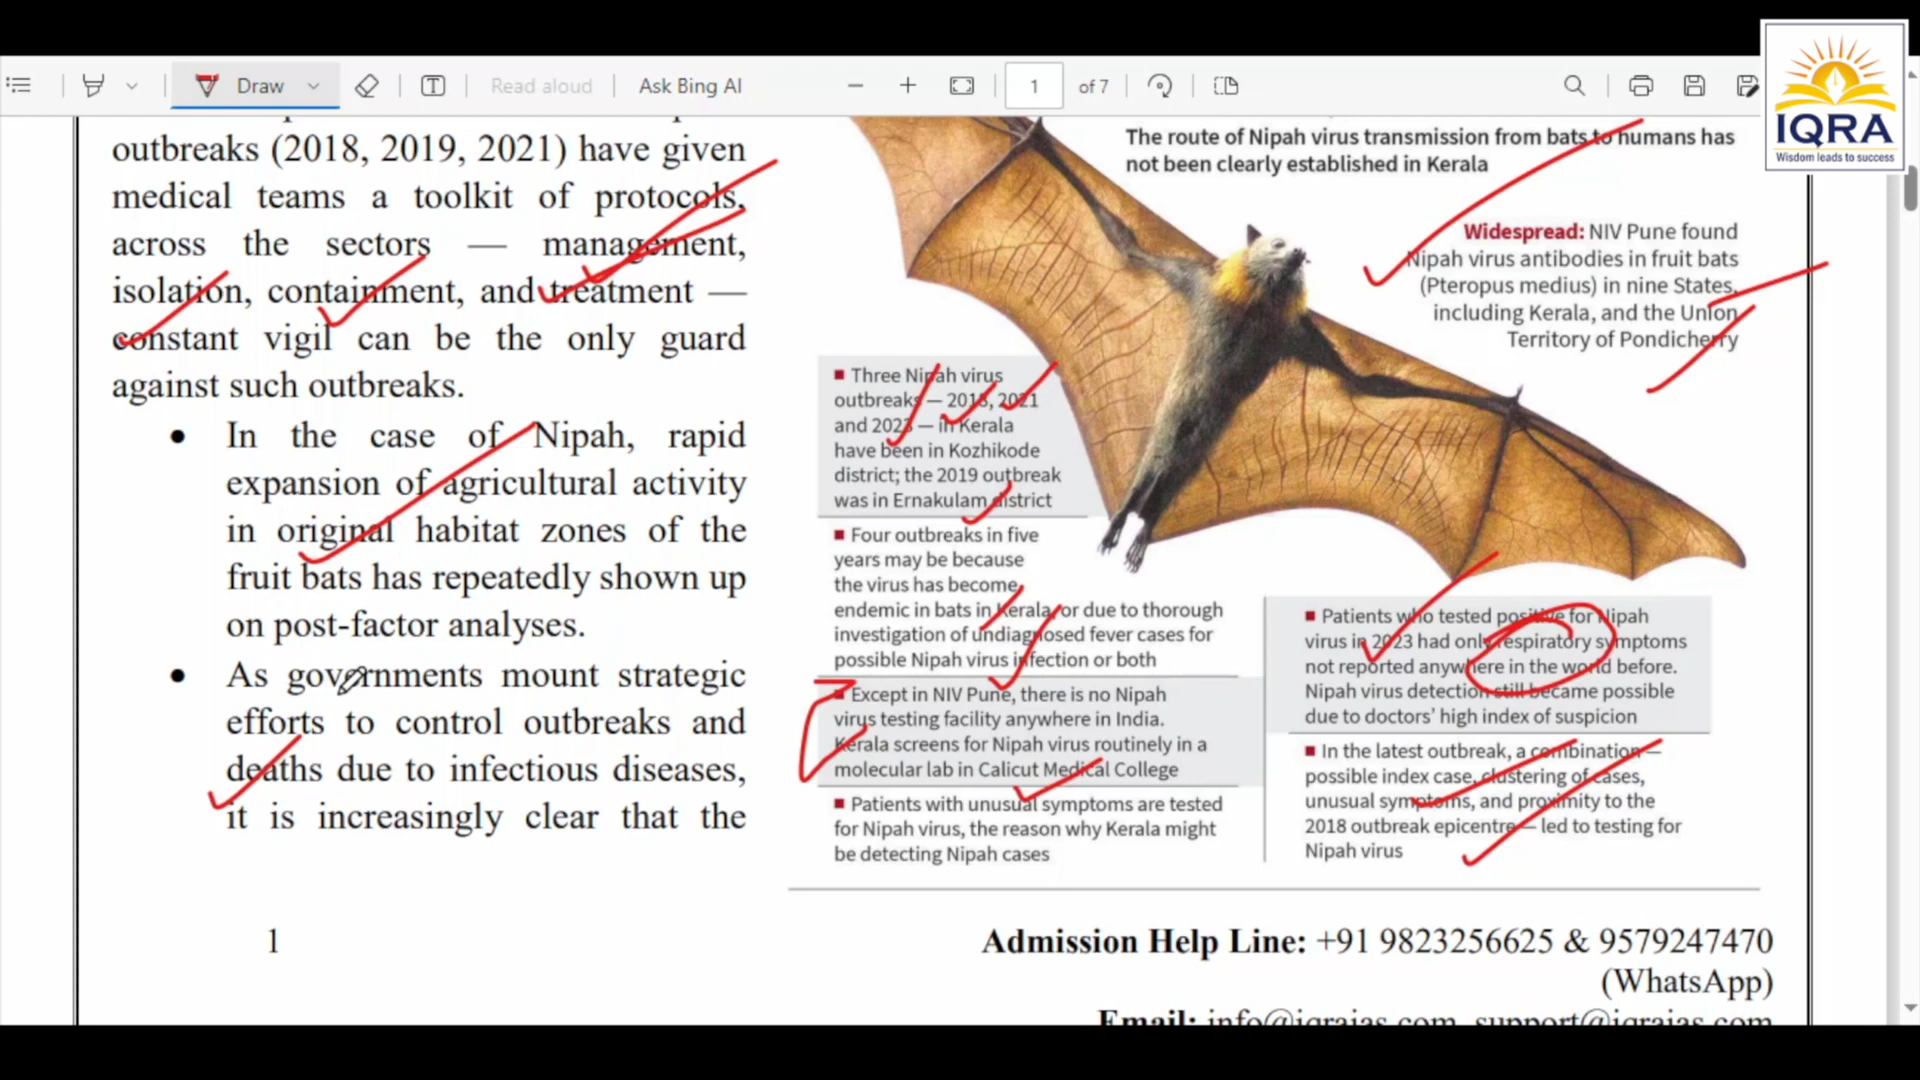 Draw
Read aloud
Ask Bing AI
1
of 7
IQRA
Wisdom leads to success
outbreaks (2018, 2019, 2021) have given
medical teams a toolkit of protocols,
across the sectors — management,
isolation, containment, and treatment —
constant vigil can be the only guard
against such outbreaks.
• In the case of Nipah, rapid
expansion of agricultural activity
in original habitat zones of the
fruit bats has repeatedly shown up
on post-factor analyses.
• As governments mount strategic
efforts to control outbreaks and
deaths due to infectious diseases,
it is increasingly clear that the
The route of Nipah virus transmission from bats to humans has
not been clearly established in Kerala
Widespread: NIV Pune found
Nipah virus antibodies in fruit bats
(Pteropus medius) in nine States,
including Kerala, and the Union
Territory of Pondicherry
■ Three Nipah virus
outbreaks — 2018, 2021
and 2023 — in Kerala
have been in Kozhikode
district; the 2019 outbreak
was in Ernakulam district
■ Four outbreaks in five
years may be because
the virus has become
endemic in bats in Kerala, or due to thorough
investigation of undiagnosed fever cases for
possible Nipah virus infection or both
■ Except in NIV Pune, there is no Nipah
virus testing facility anywhere in India.
Kerala screens for Nipah virus routinely in a
molecular lab in Calicut Medical College
■ Patients with unusual symptoms are tested
for Nipah virus, the reason why Kerala might
be detecting Nipah cases
■ Patients who tested positive for Nipah
virus in 2023 had only respiratory symptoms
not reported anywhere in the world before.
Nipah virus detection still became possible
due to doctors' high index of suspicion
■ In the latest outbreak, a combination —
possible index case, clustering of cases,
unusual symptoms, and proximity to the
2018 outbreak epicentre — led to testing for
Nipah virus
1
Admission Help Line: +91 9823256625 & 9579247470
(WhatsApp)
Email: info@iqraias.com, support@iqraias.com